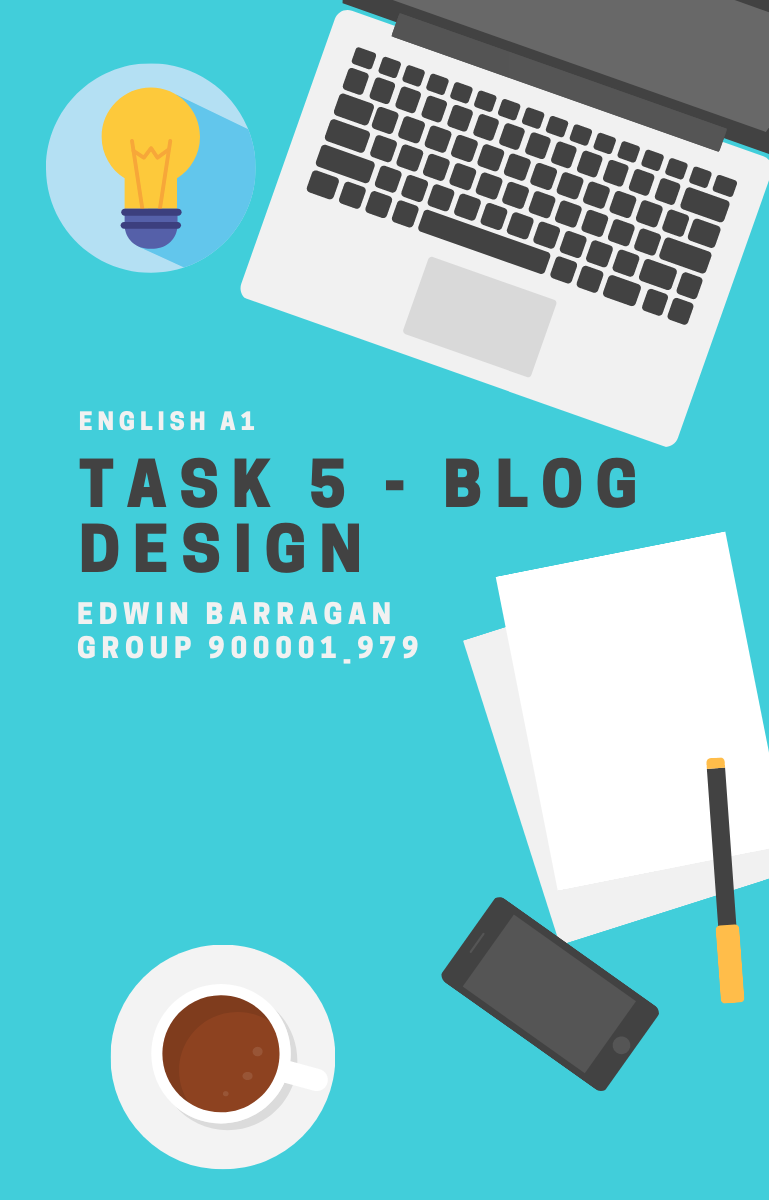 ENGLISH A1
TASK 5 - BLOG
DESIGN
EDWIN BARRAGAN
GROUP 900001_979